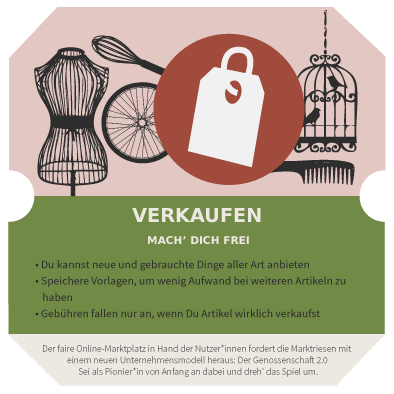 VERKAUFEN
MACH' DICH FREI
• Du kannst neue und gebrauchte Dinge aller Art anbieten
• Speichere Vorlagen, um wenig Aufwand bei weiteren Artikeln zu
haben
• Gebühren fallen nur an, wenn Du Artikel wirklich verkaufst
Der faire Online-Marktplatz in Hand der Nutzer*innen fordert die Marktriesen mit
einem neuen Unternehmensmodell heraus: Der Genossenschaft 2.0
Sei als Pionier*in von Anfang an dabei und dreh' das Spiel um.